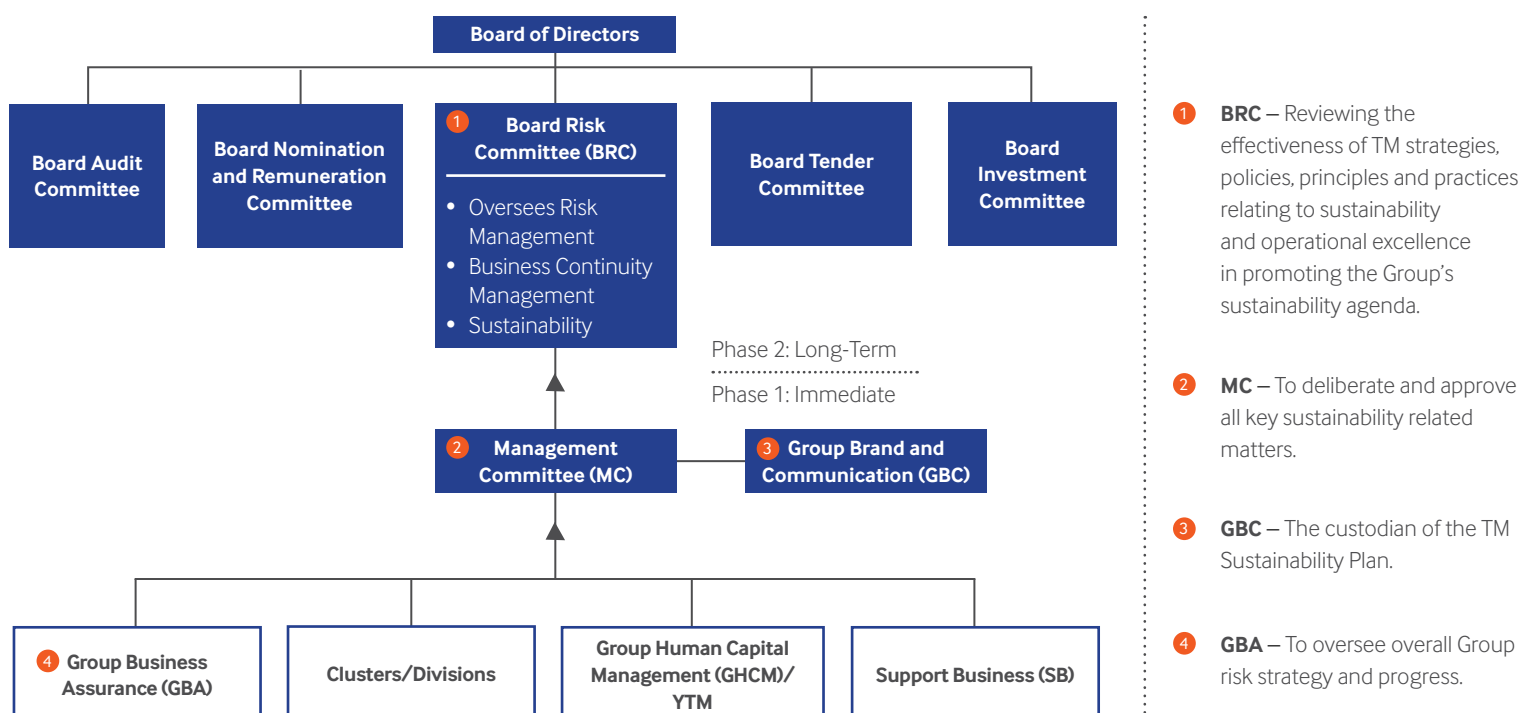 Board of Directors
Board Audit
Committee
Board Nomination
and Remuneration
Committee
1 Board Risk
Committee (BRC)
• Oversees Risk
Management
• Business Continuity
Management
• Sustainability
Board Tender
Committee
Board
Investment
Committee
Phase 2: Long-Term
Phase 1: Immediate
2 Management
Committee (MC)
3 Group Brand and
Communication (GBC)
4 Group Business
Assurance (GBA)
Clusters/Divisions
Group Human Capital
Management (GHCM)/
YTM
Support Business (SB)
1 BRC – Reviewing the
effectiveness of TM strategies,
policies, principles and practices
relating to sustainability
and operational excellence
in promoting the Group’s
sustainability agenda.
2 MC – To deliberate and approve
all key sustainability related
matters.
3 GBC – The custodian of the TM
Sustainability Plan.
4 GBA – To oversee overall Group
risk strategy and progress.